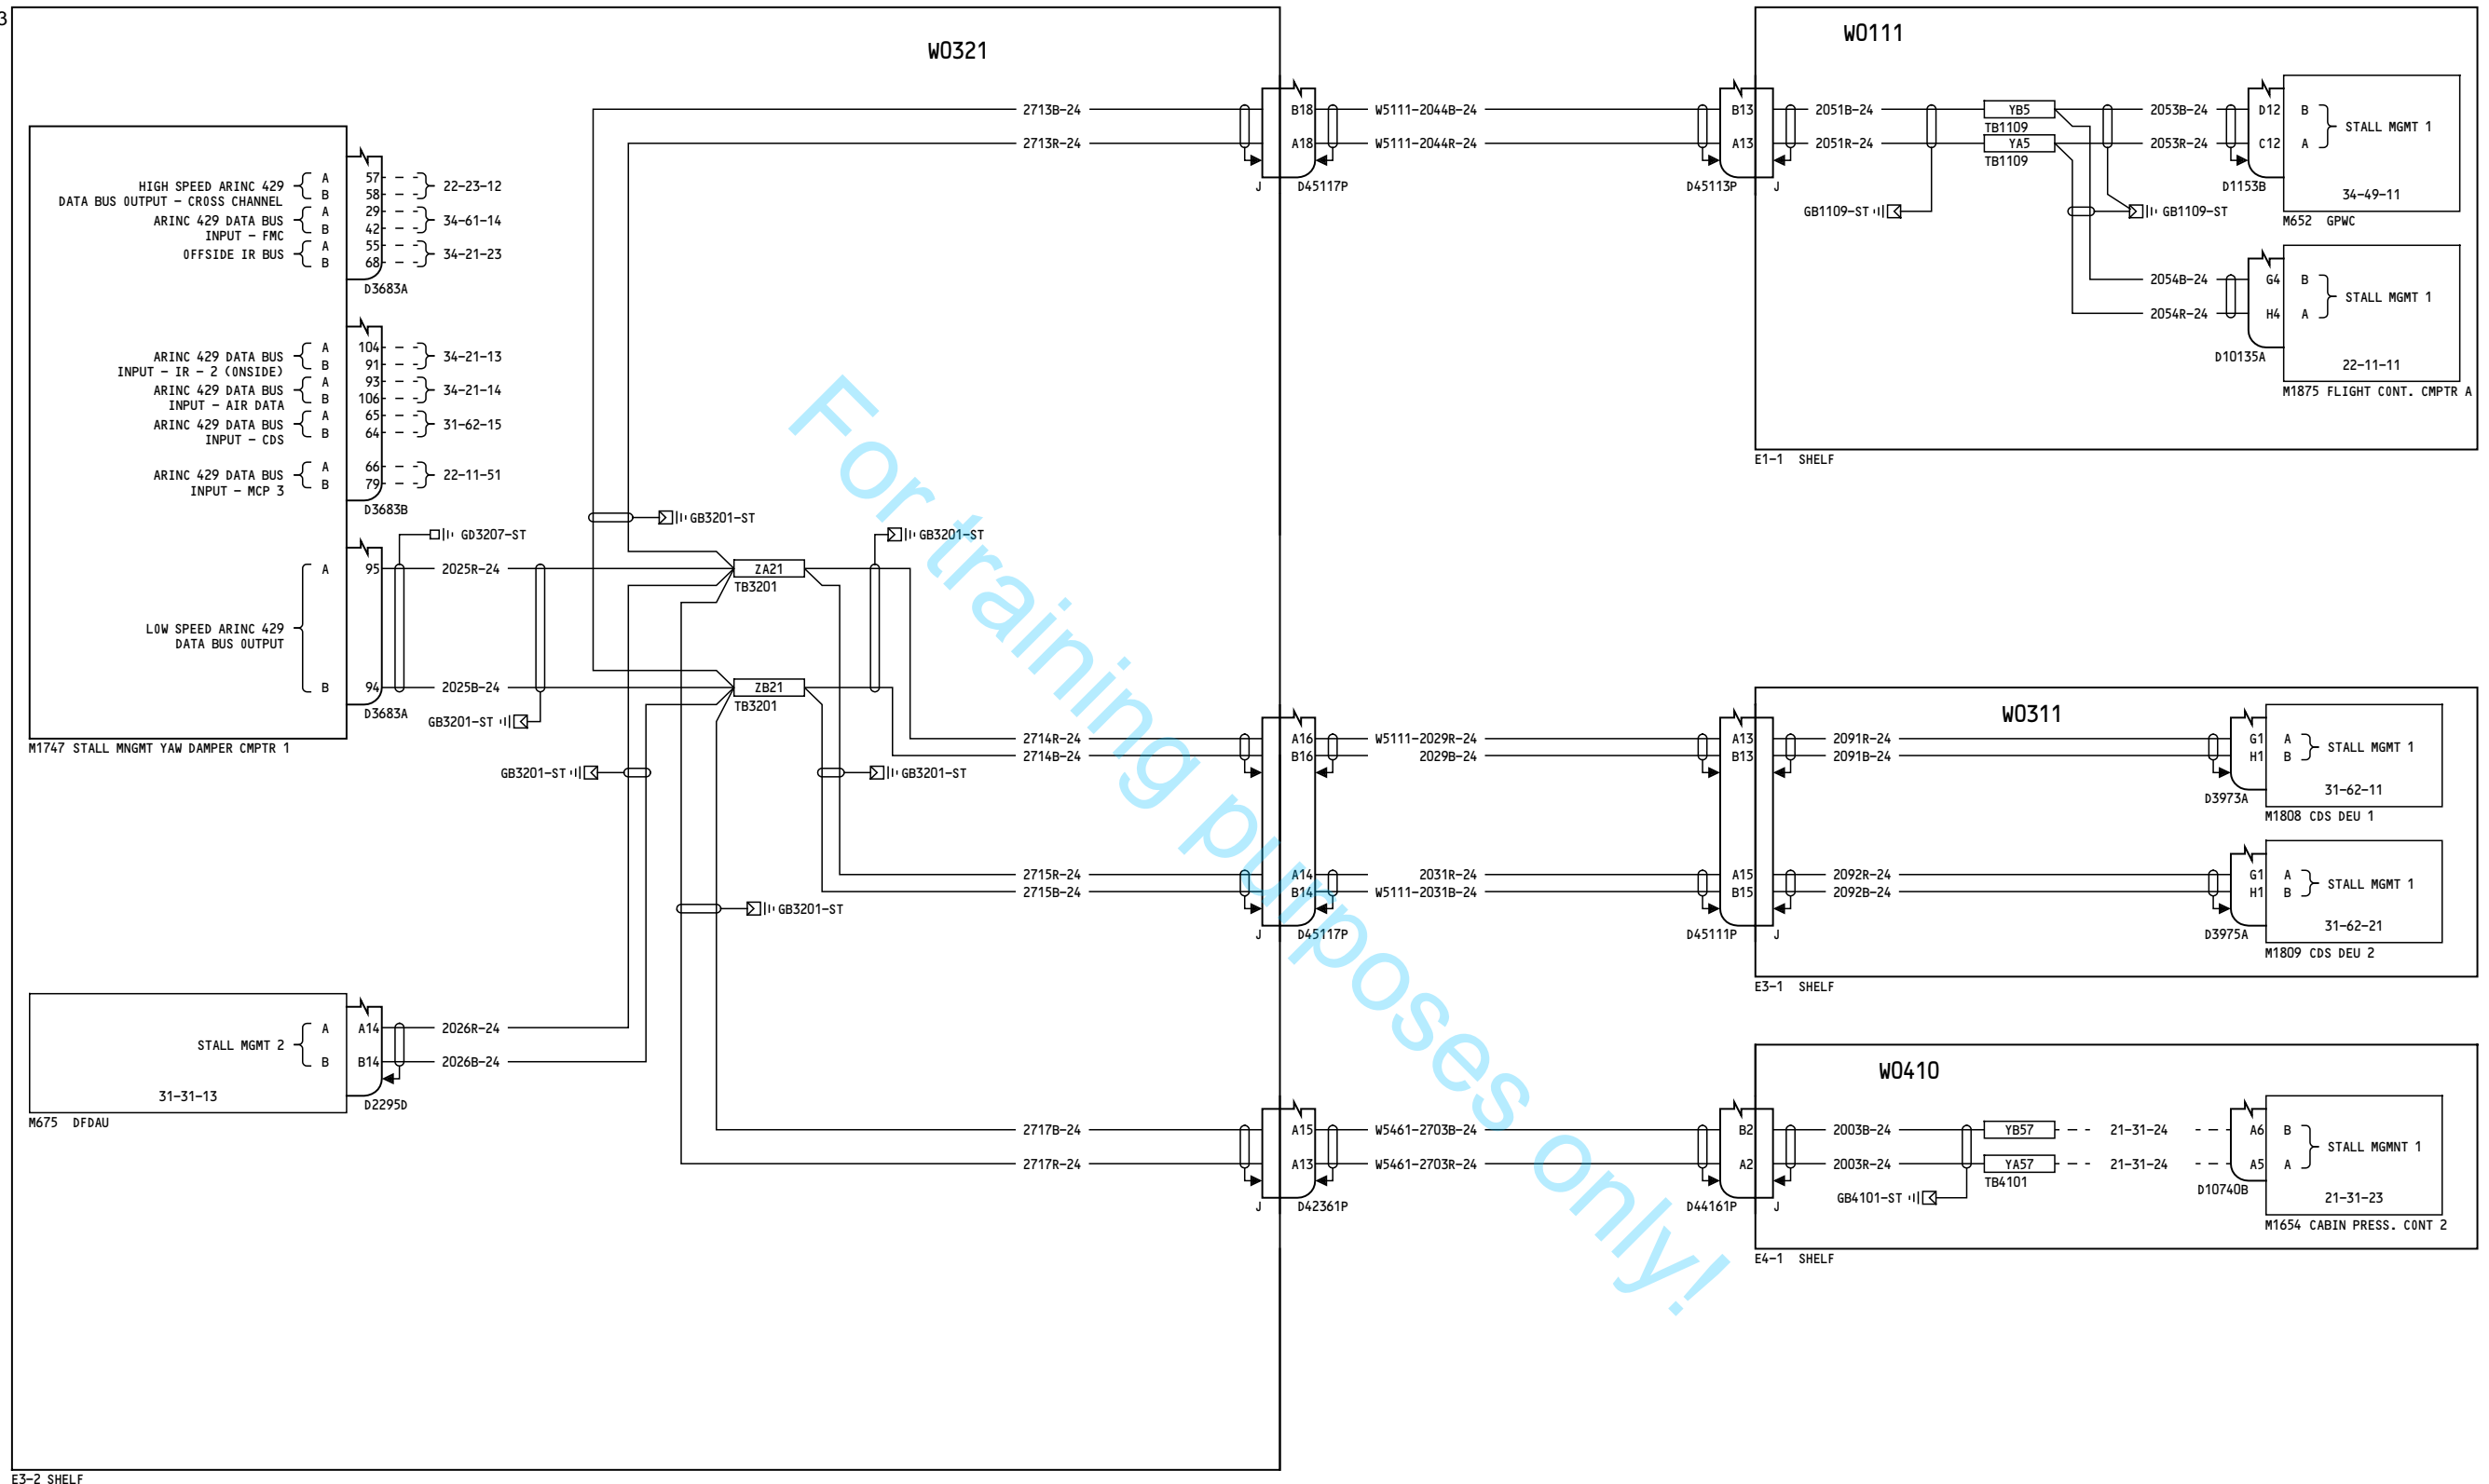 3
W0321
W0111
2713B-24
B18
W5111-2044B-24
B13
2051B-24
YB5
2053B-24
D12
B
STALL MGMT 1
TB1109
2713R-24
A18
W5111-2044R-24
A13
2051R-24
YA5
2053R-24
C12
A
TB1109
J
D45117P
D45113P
J
D1153B
34-49-11
GB1109-ST
GB1109-ST
M652 GPWC
2054B-24
G4
B
STALL MGMT 1
2054R-24
H4
A
D10135A
22-11-11
M1875 FLIGHT CONT. CMPTR A
E1-1 SHELF
HIGH SPEED ARINC 429
DATA BUS OUTPUT - CROSS CHANNEL
A
57
B
58
22-23-12
ARINC 429 DATA BUS
INPUT - FMC
A
29
B
42
34-61-14
OFFSIDE IR BUS
A
55
B
68
34-21-23
D3683A
ARINC 429 DATA BUS
INPUT - IR - 2 (ONSIDE)
A
104
B
91
34-21-13
ARINC 429 DATA BUS
INPUT - AIR DATA
A
93
B
106
34-21-14
ARINC 429 DATA BUS
INPUT - CDS
A
65
B
64
31-62-15
ARINC 429 DATA BUS
INPUT - MCP 3
A
66
B
79
22-11-51
D3683B
GB3201-ST
GD3207-ST
GB3201-ST
A
95
2025R-24
ZA21
TB3201
LOW SPEED ARINC 429
DATA BUS OUTPUT
B
94
2025B-24
ZB21
TB3201
D3683A
GB3201-ST
M1747 STALL MNGMT YAW DAMPER CMPTR 1
W0311
2714R-24
A16
W5111-2029R-24
A13
2091R-24
G1
A
STALL MGMT 1
2714B-24
B16
2029B-24
B13
2091B-24
H1
B
GB3201-ST
GB3201-ST
31-62-11
D3973A
M1808 CDS DEU 1
2715R-24
A14
2031R-24
A15
2092R-24
G1
A
STALL MGMT 1
2715B-24
B14
W5111-2031B-24
B15
2092B-24
H1
B
GB3201-ST
31-62-21
J
D45117P
D45111P
J
D3975A
M1809 CDS DEU 2
E3-1 SHELF
STALL MGMT 2
A
A14
2026R-24
B
B14
2026B-24
31-31-13
D2295D
M675 DFDAU
W0410
2717B-24
A15
W5461-2703B-24
B2
2003B-24
YB57
21-31-24
A6
B
STALL MGMNT 1
2717R-24
A13
W5461-2703R-24
A2
2003R-24
YA57
21-31-24
A5
A
TB4101
GB4101-ST
D10740B
21-31-23
J
D42361P
D44161P
J
M1654 CABIN PRESS. CONT 2
E4-1 SHELF
E3-2 SHELF
For training purposes only!